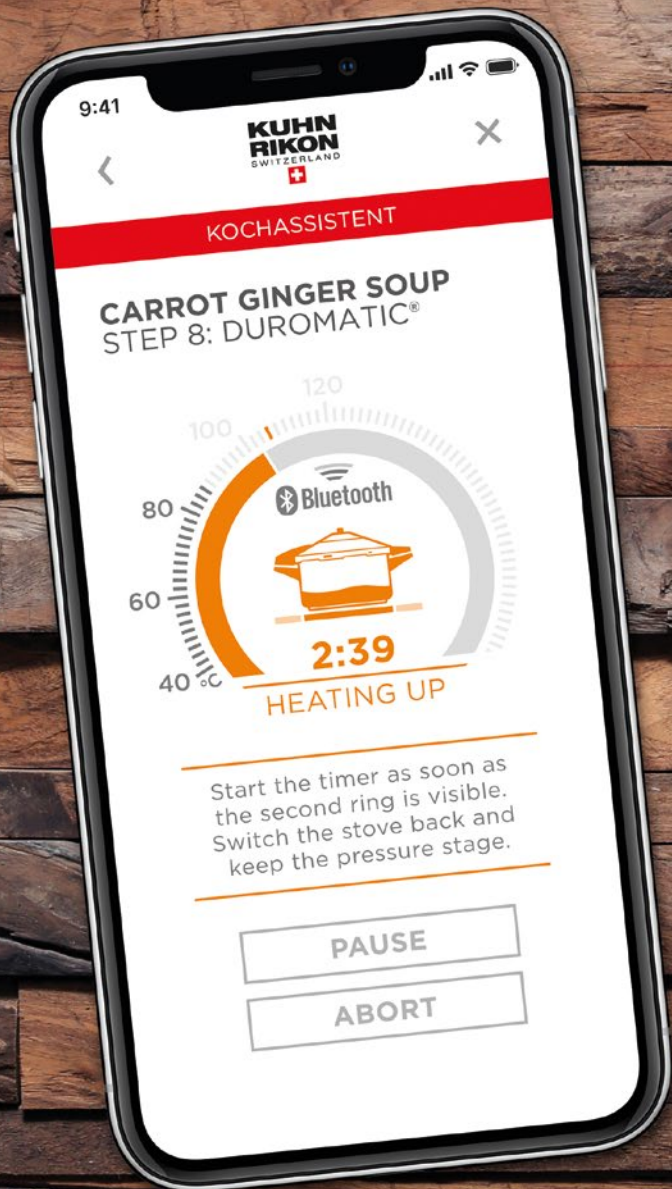 9:41
KUHN
RIKON
SWITZERLAND
KOCHASSISTENT
CARROT GINGER SOUP
STEP 8: DUROMATIC®
120
100
80
60
40 °C
Bluetooth
2:39
HEATING UP
Start the timer as soon as
the second ring is visible.
Switch the stove back and
keep the pressure stage.
PAUSE
ABORT